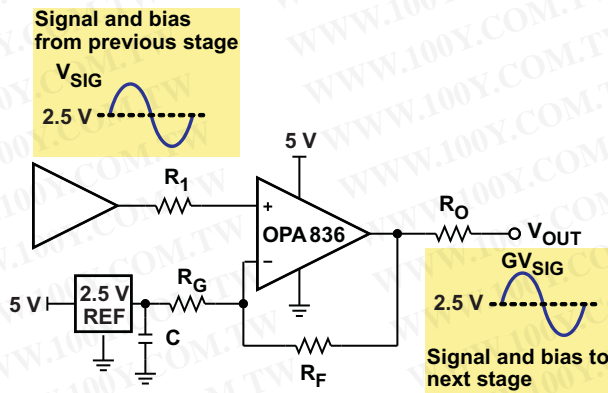 Signal and bias
from previous stage
VSIG
2.5 V
5 V
R1
RO
+
OPA836
−
VOUT
GVSIG
2.5 V
5 V
2.5 V
REF
RG
C
RF
Signal and bias to
next stage
WWW.100Y.COM.TW